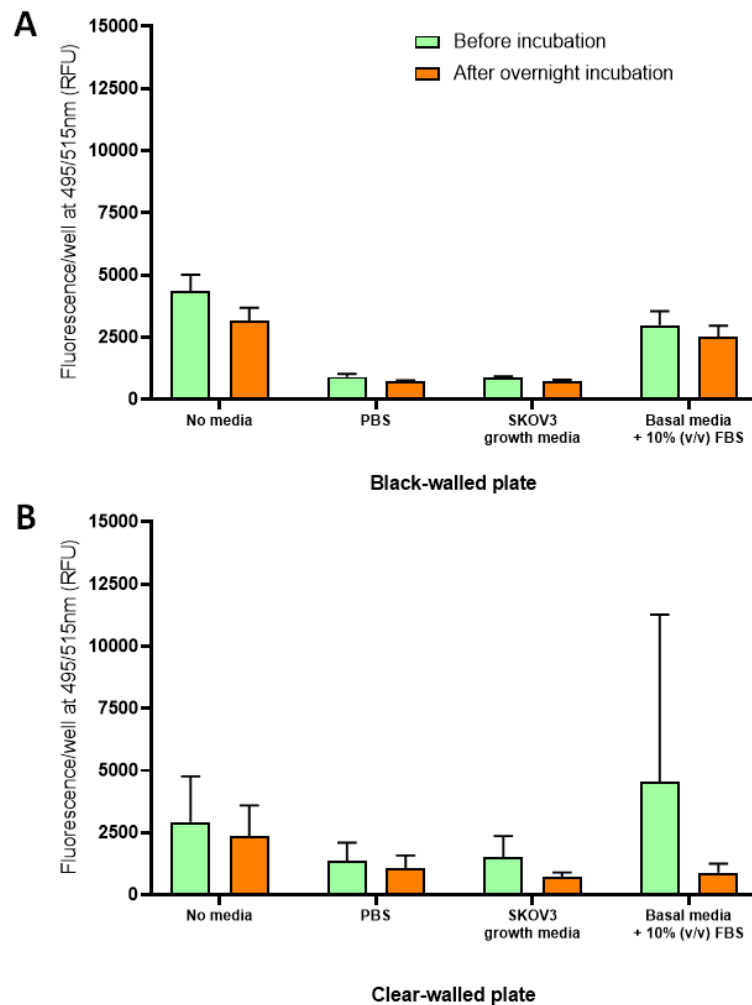 A
Fluorescence/well at 495/515nm (RFU)
15000
12500
10000
7500
5000
2500
0
Before incubation
After overnight incubation
No media
PBS
SKOV3
growth media
Basal media
+ 10% (v/v) FBS
Black-walled plate
B
Fluorescence/well at 495/515nm (RFU)
15000
12500
10000
7500
5000
2500
0
No media
PBS
SKOV3
growth media
Basal media
+ 10% (v/v) FBS
Clear-walled plate